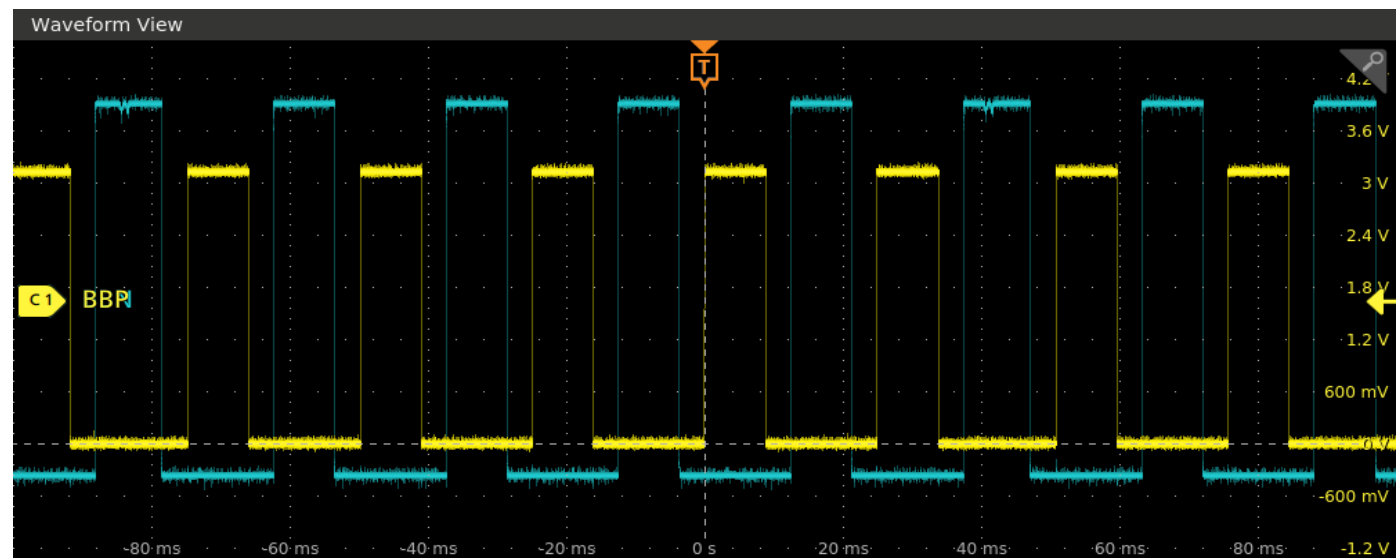 Waveform View
T
4.2
3.6 V
3 V
2.4 V
C1 BBP
1.8 V
1.2 V
600 mV
0 V
-600 mV
-80 ms -60 ms -40 ms -20 ms 0 s 20 ms 40 ms 60 ms 80 ms -1.2 V